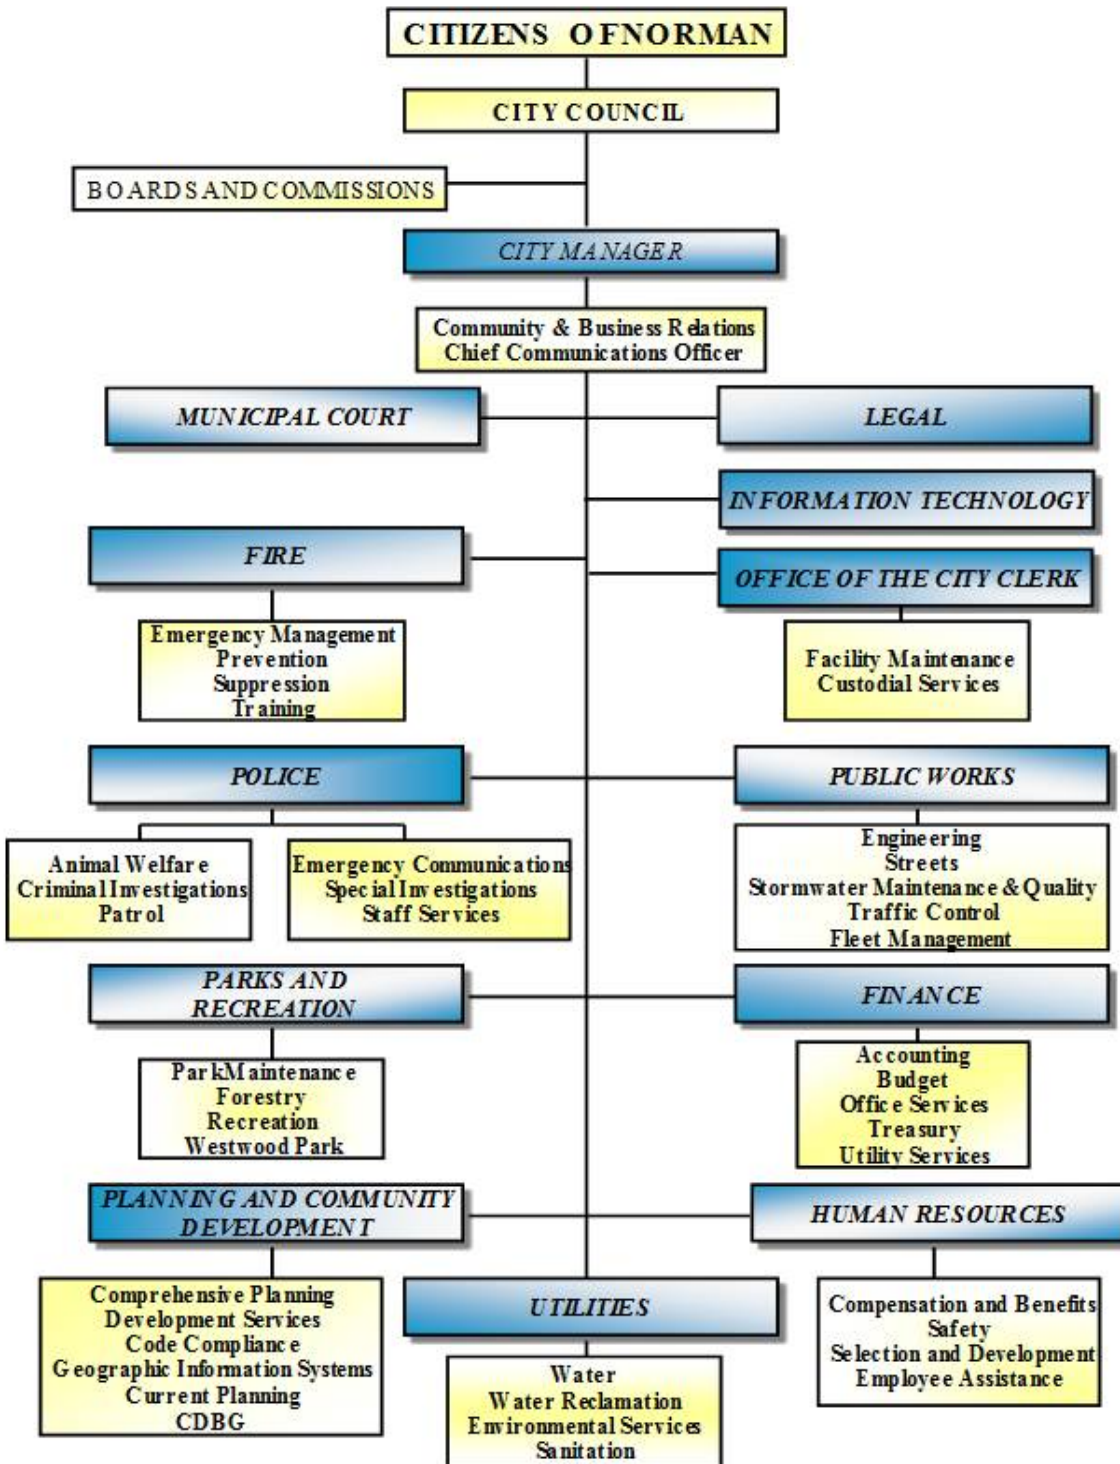 CITIZENS OFNORMAN
CITY COUNCIL
BOARDS AND COMMISSIONS
CITY MANAGER
Community & Business Relations
Chief Communications Officer
MUNICIPAL COURT
LEGAL
INFORMATION TECHNOLOGY
FIRE
OFFICE OF THE CITY CLERK
Emergency Management
Prevention
Suppression
Training
Facility Maintenance
Custodial Services
POLICE
PUBLIC WORKS
Animal Welfare
Criminal Investigations
Patrol
Emergency Communications
Special Investigations
Staff Services
Engineering
Streets
Stormwater Maintenance & Quality
Traffic Control
Fleet Management
PARKS AND
RECREATION
FINANCE
Park Maintenance
Forestry
Recreation
Westwood Park
Accounting
Budget
Office Services
Treasury
Utility Services
PLANNING AND COMMUNITY
DEVELOPMENT
HUMAN RESOURCES
Comprehensive Planning
Development Services
Code Compliance
Geographic Information Systems
Current Planning
CDBG
UTILITIES
Water
Water Reclamation
Environmental Services
Sanitation
Compensation and Benefits
Safety
Selection and Development
Employee Assistance